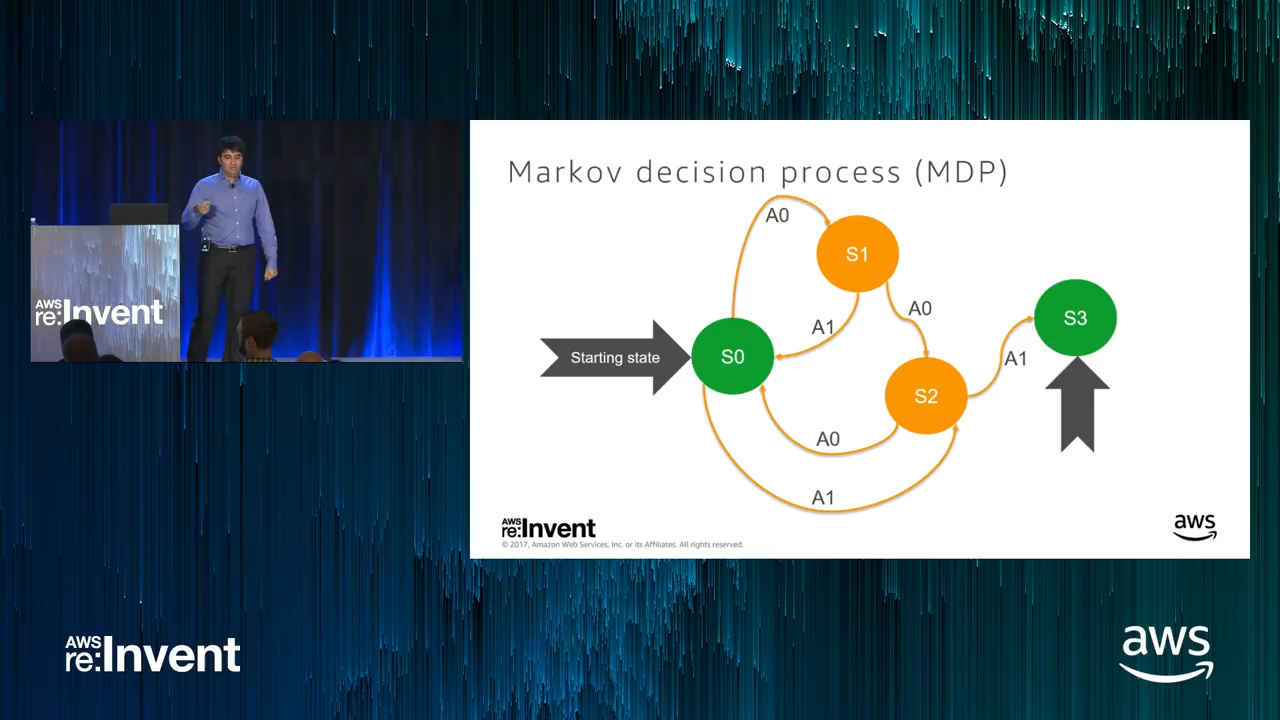 Markov decision process (MDP)
A0
S1
A0
S3
A1
Starting state
S0
A1
S2
A0
A1
AWS
re:Invent
AWS
re:Invent
© 2017, Amazon Web Services, Inc. or its Affiliates. All rights reserved.
aws
AWS
re:Invent
aws